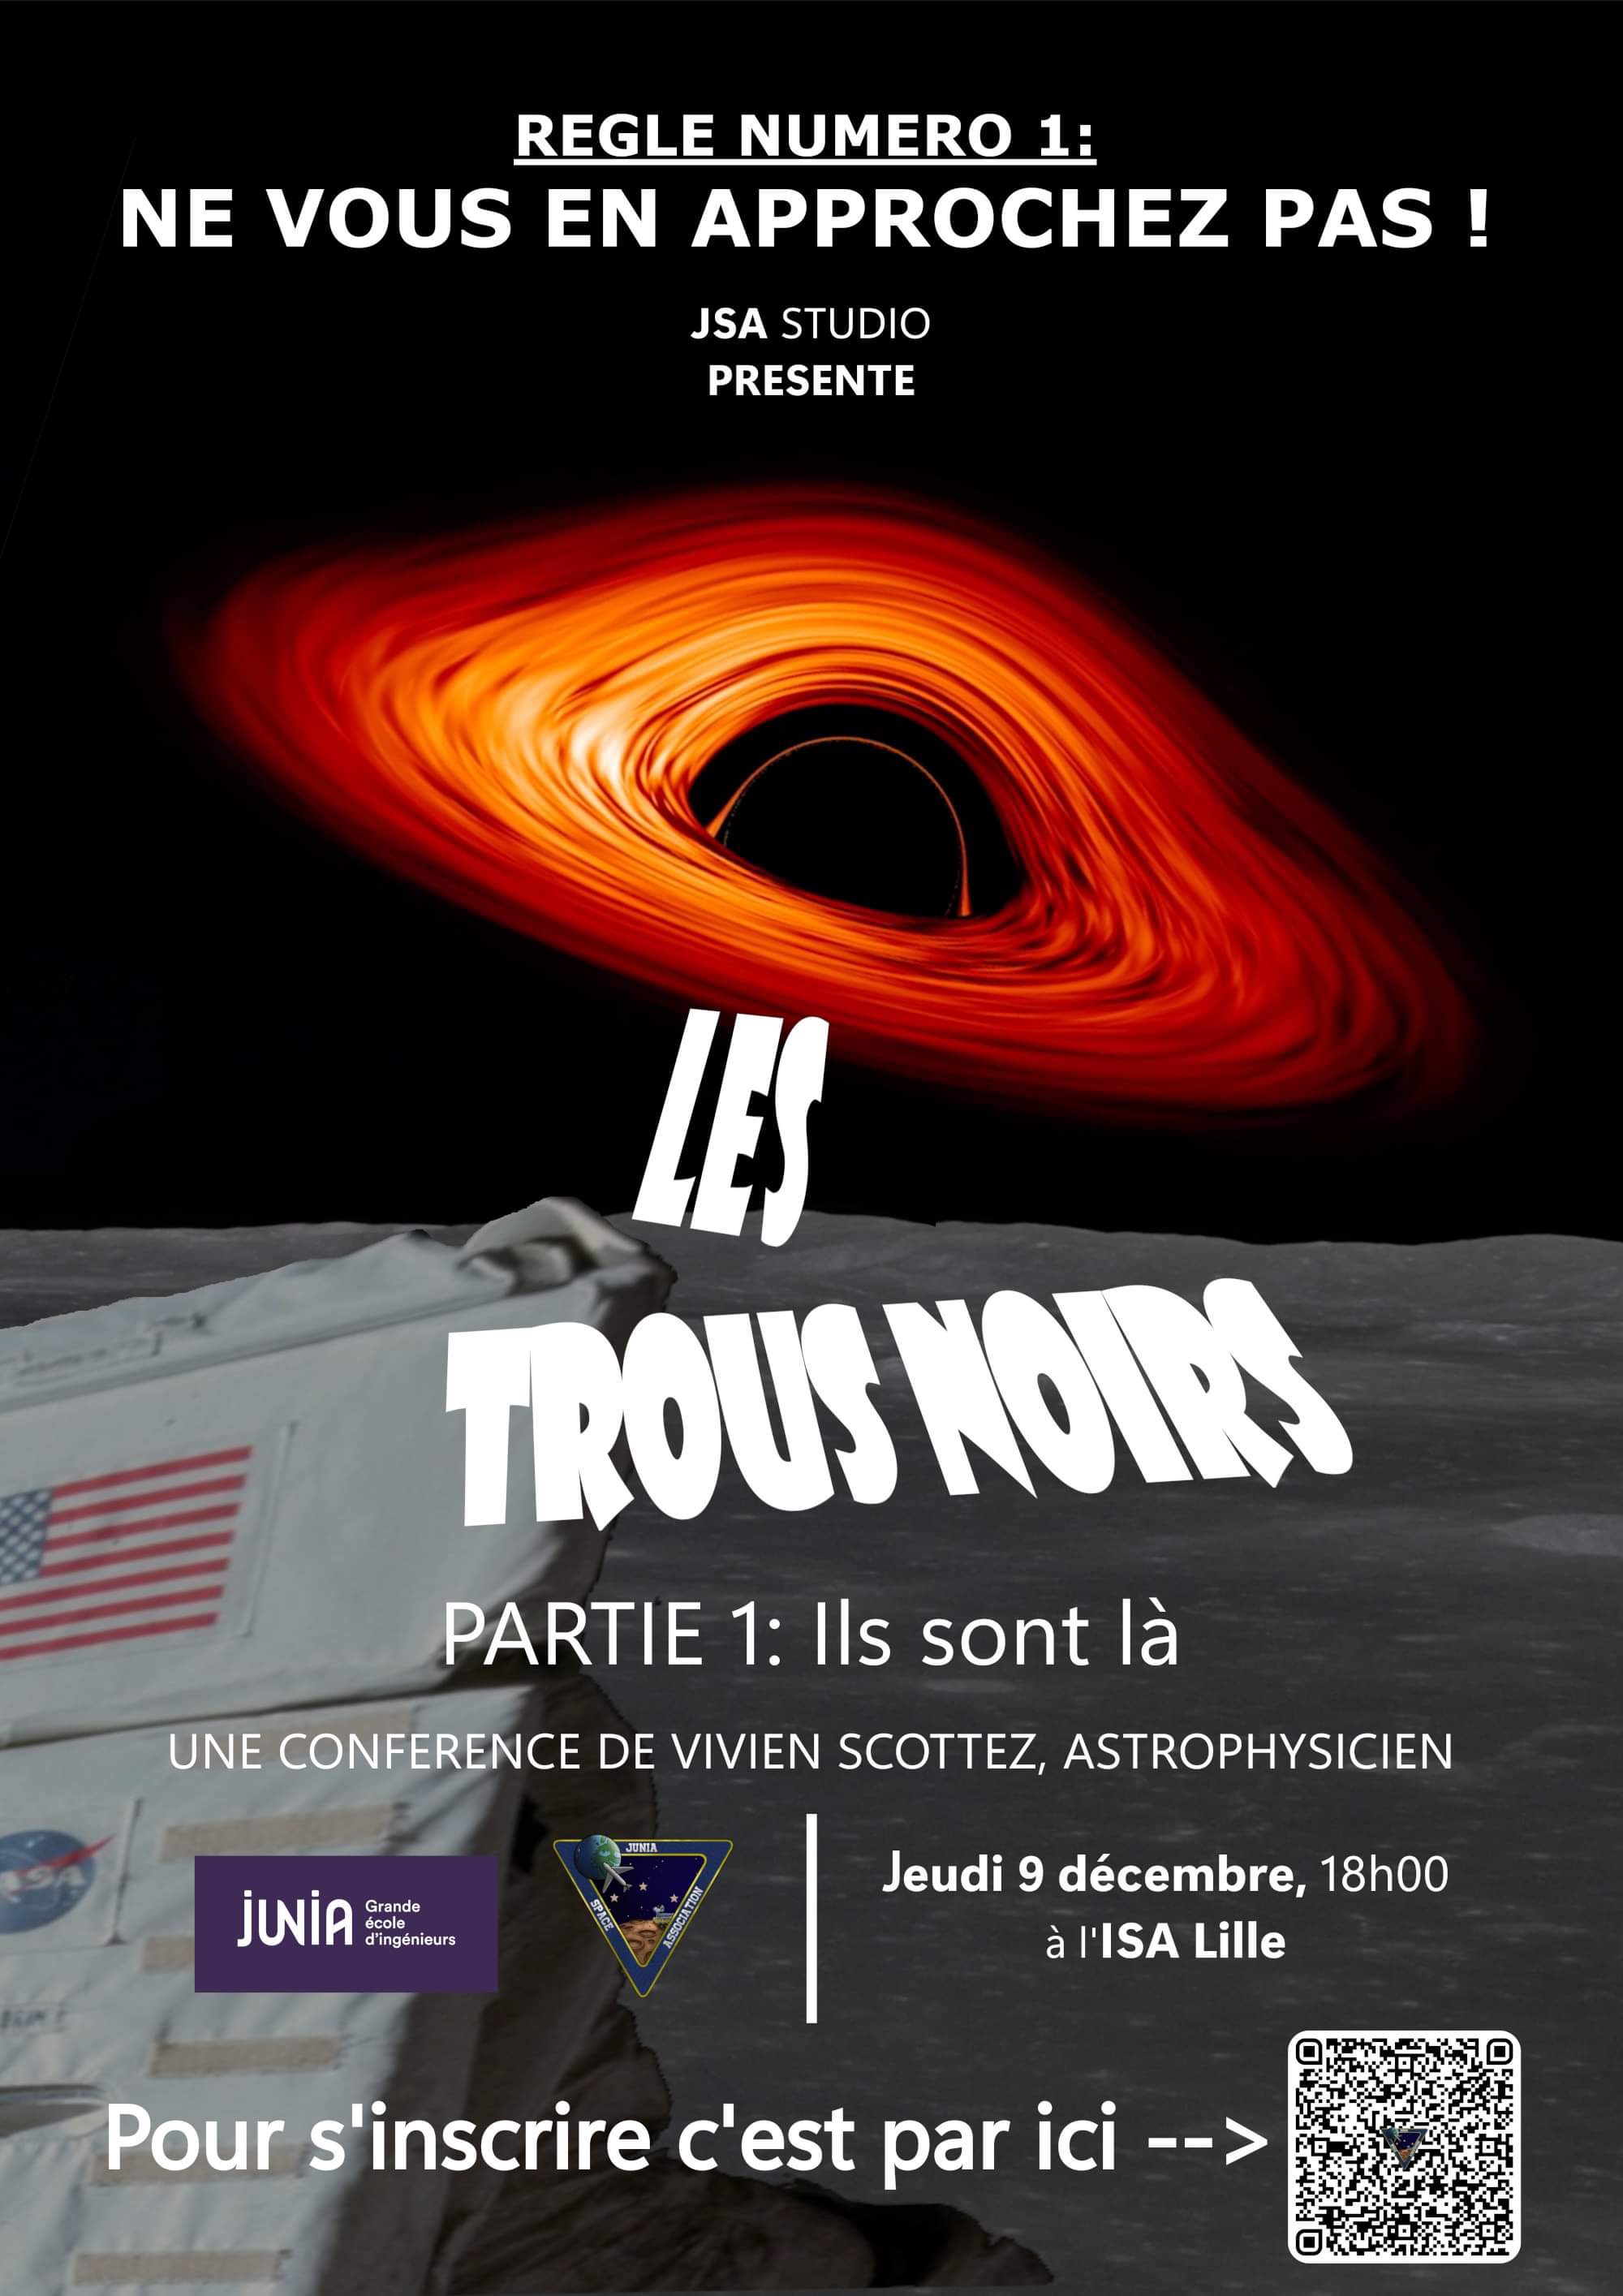 REGLE NUMERO 1:
NE VOUS EN APPROCHEZ PAS !
JSA STUDIO
PRESENTE
LES
TROUS NOIRS
PARTIE 1: Ils sont là
UNE CONFERENCE DE VIVIEN SCOTTEZ, ASTROPHYSICIEN
JUNIA
Grande
école
d'ingénieurs
JUNIA
SPACE
ASSOCIATION
Jeudi 9 décembre, 18h00
à l'ISA Lille
Pour s'inscrire c'est par ici -->